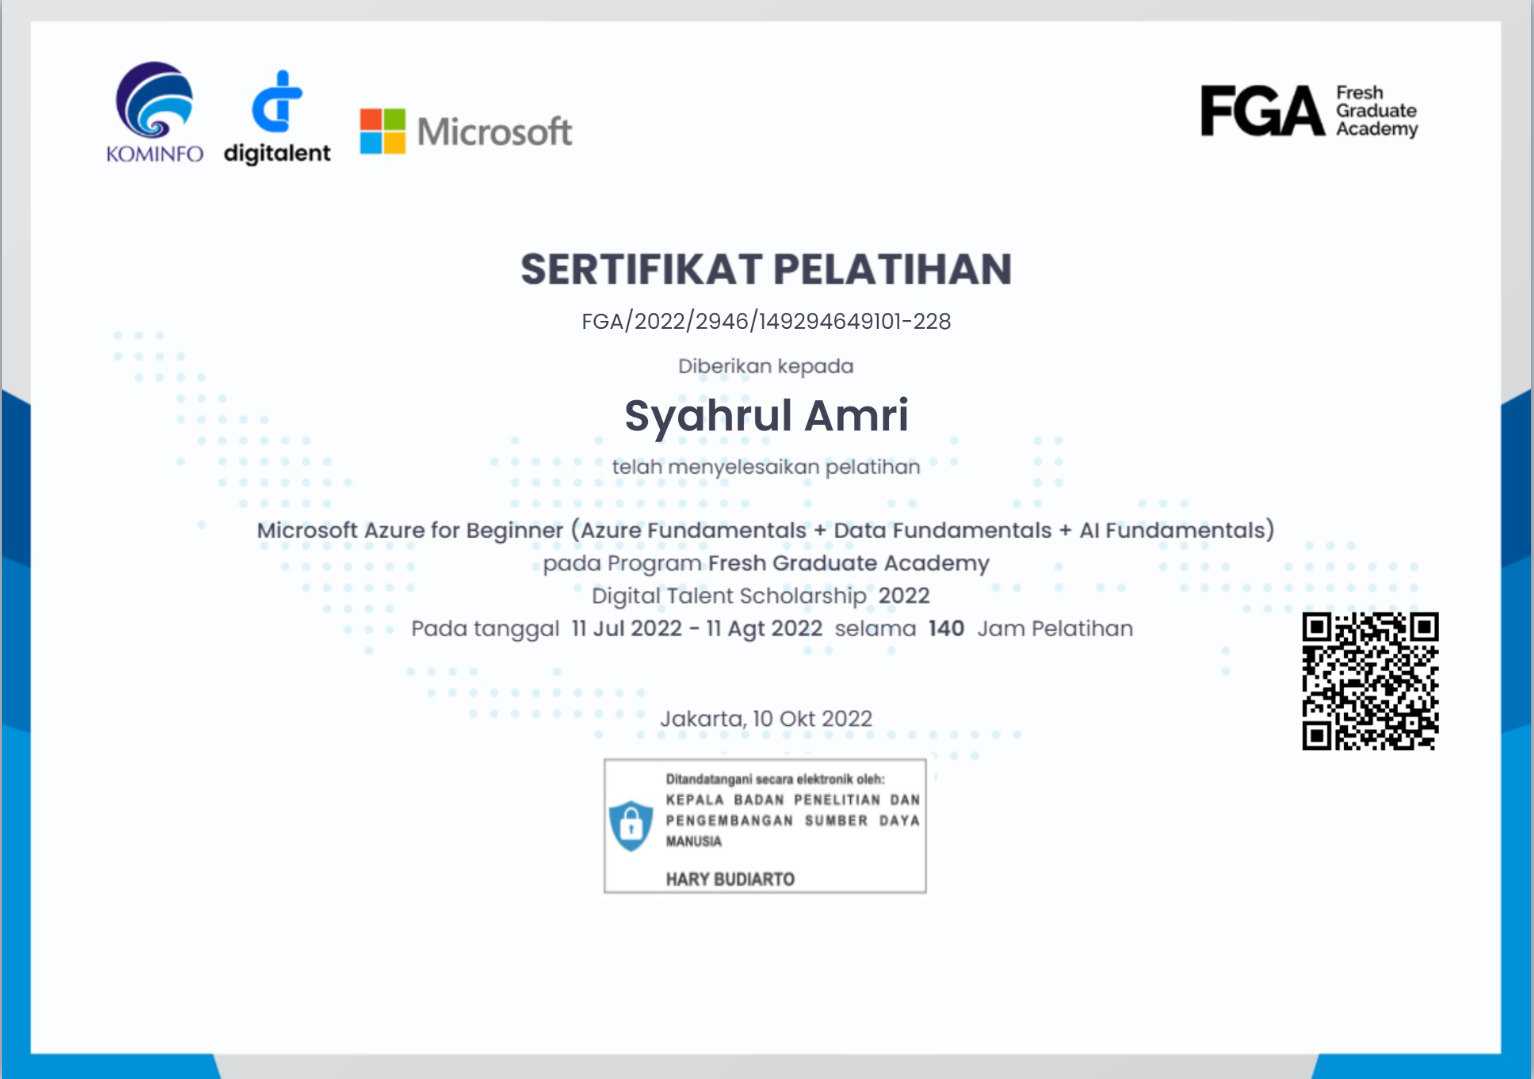 KOMINFO
digitalent
Microsoft
FGA Fresh
Graduate
Academy
SERTIFIKAT PELATIHAN
FGA/2022/2946/149294649101-228
Diberikan kepada
Syahrul Amri
telah menyelesaikan pelatihan
Microsoft Azure for Beginner (Azure Fundamentals + Data Fundamentals + AI Fundamentals)
pada Program Fresh Graduate Academy
Digital Talent Scholarship 2022
Pada tanggal 11 Jul 2022 - 11 Agt 2022 selama 140 Jam Pelatihan
Jakarta, 10 Okt 2022
Ditandatangani secara elektronik oleh:
KEPALA BADAN PENELITIAN DAN
PENGEMBANGAN SUMBER DAYA
MANUSIA
HARY BUDIARTO